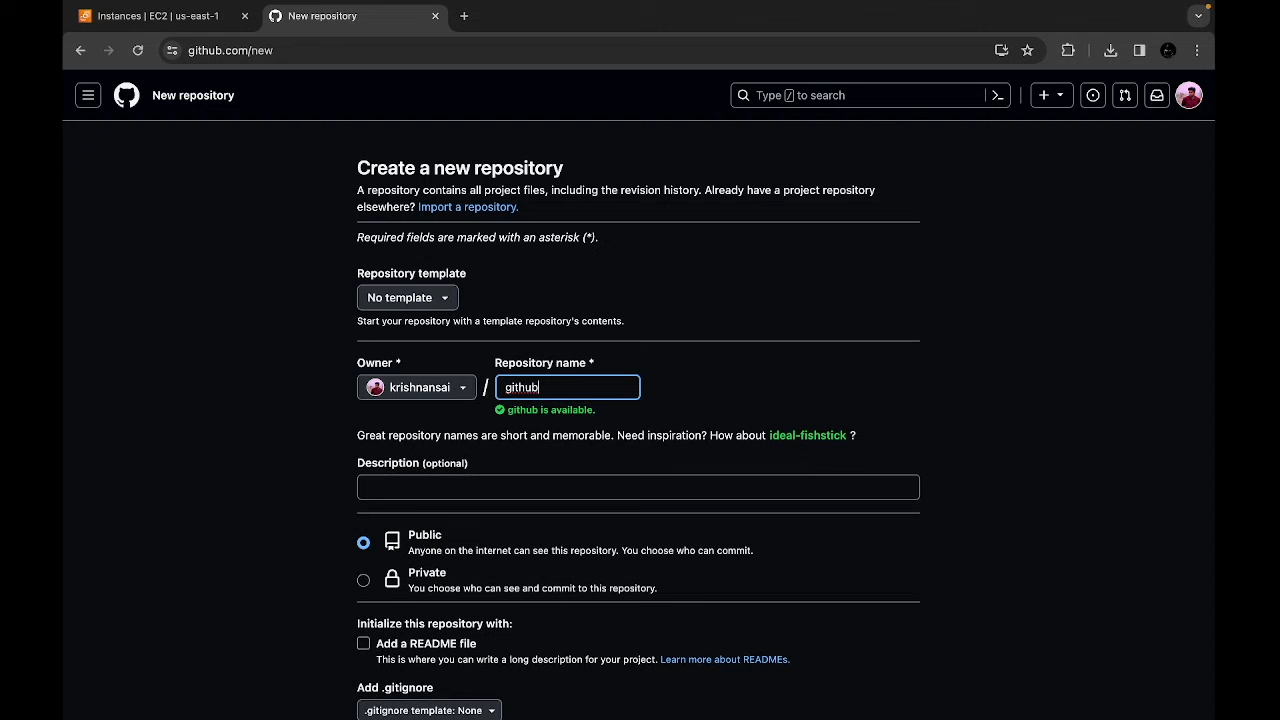 Instances | EC2 | us-east-1
New repository
github.com/new
New repository
Type / to search
Create a new repository
A repository contains all project files, including the revision history. Already have a project repository
elsewhere? Import a repository.
Required fields are marked with an asterisk (*).
Repository template
No template
Start your repository with a template repository's contents.
Owner *
Repository name *
krishnansai
/
github
github is available.
Great repository names are short and memorable. Need inspiration? How about ideal-fishstick ?
Description (optional)
Public
Anyone on the internet can see this repository. You choose who can commit.
Private
You choose who can see and commit to this repository.
Initialize this repository with:
Add a README file
This is where you can write a long description for your project. Learn more about READMEs.
Add .gitignore
.gitignore template: None